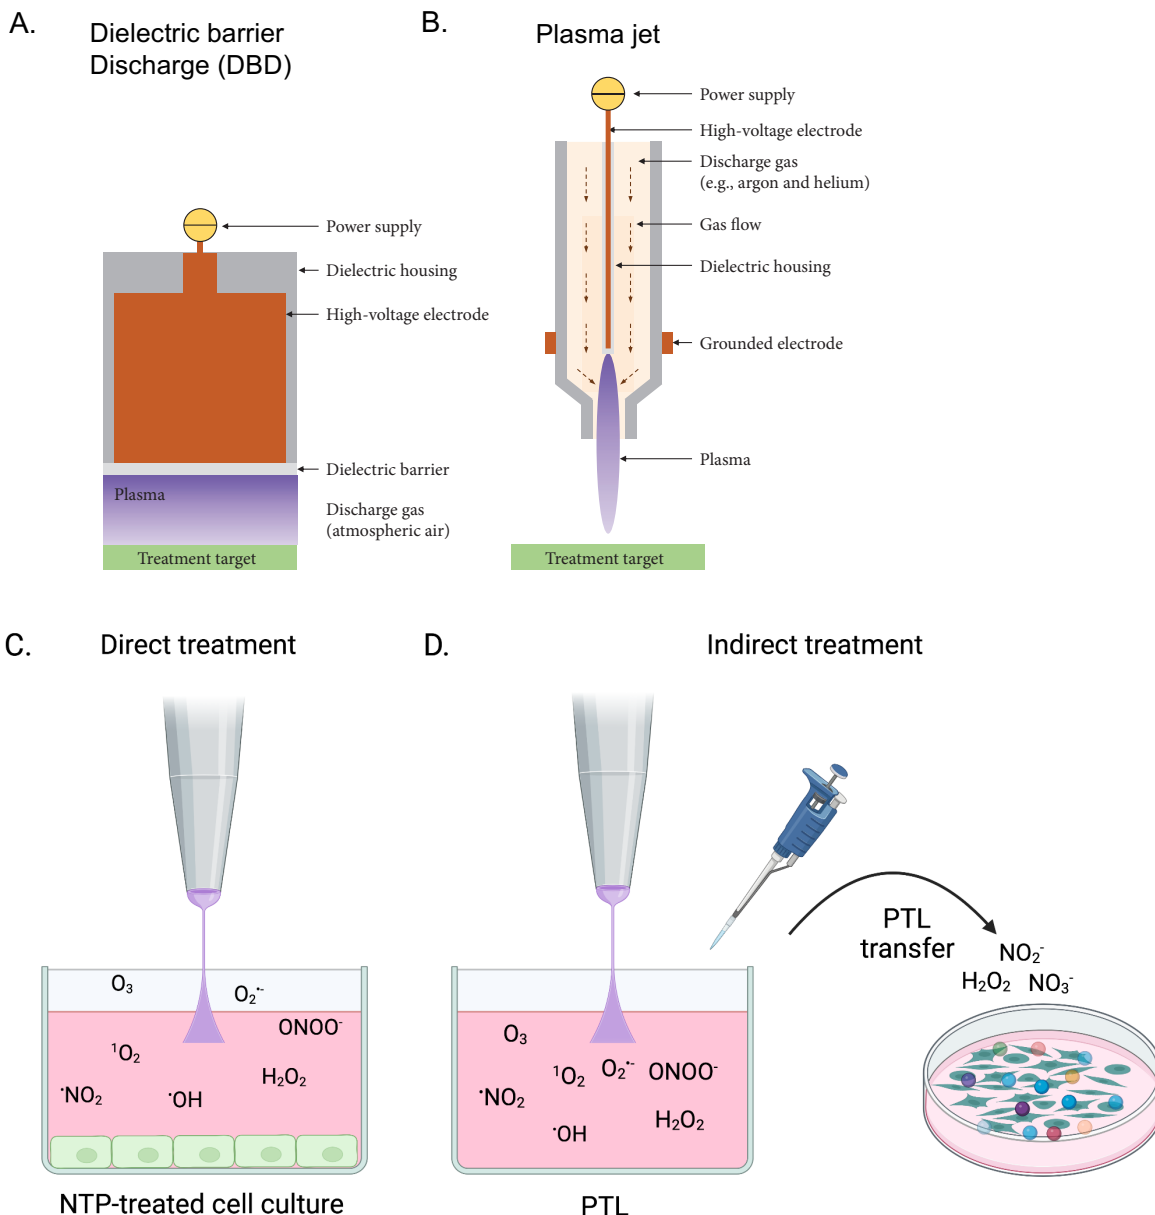 A.
Dielectric barrier
Discharge (DBD)
Power supply
Dielectric housing
High-voltage electrode
Dielectric barrier
Plasma
Discharge gas
(atmospheric air)
Treatment target
B.
Plasma jet
Power supply
High-voltage electrode
Discharge gas
(e.g., argon and helium)
Gas flow
Dielectric housing
Grounded electrode
Plasma
Treatment target
C.
Direct treatment
O₃
O₂•⁻
ONOO⁻
¹O₂
H₂O₂
•NO₂
•OH
NTP-treated cell culture
D.
Indirect treatment
O₃
¹O₂
O₂•⁻
ONOO⁻
•NO₂
H₂O₂
•OH
PTL
PTL
transfer
NO₂⁻
H₂O₂
NO₃⁻